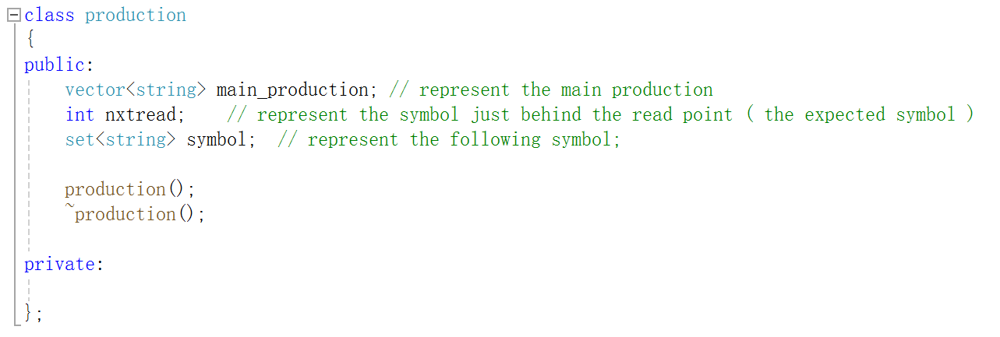 class production
{
public:
vector<string> main_production; // represent the main production
int nxtread; // represent the symbol just behind the read point ( the expected symbol )
set<string> symbol; // represent the following symbol;
production();
~production();
private:
};